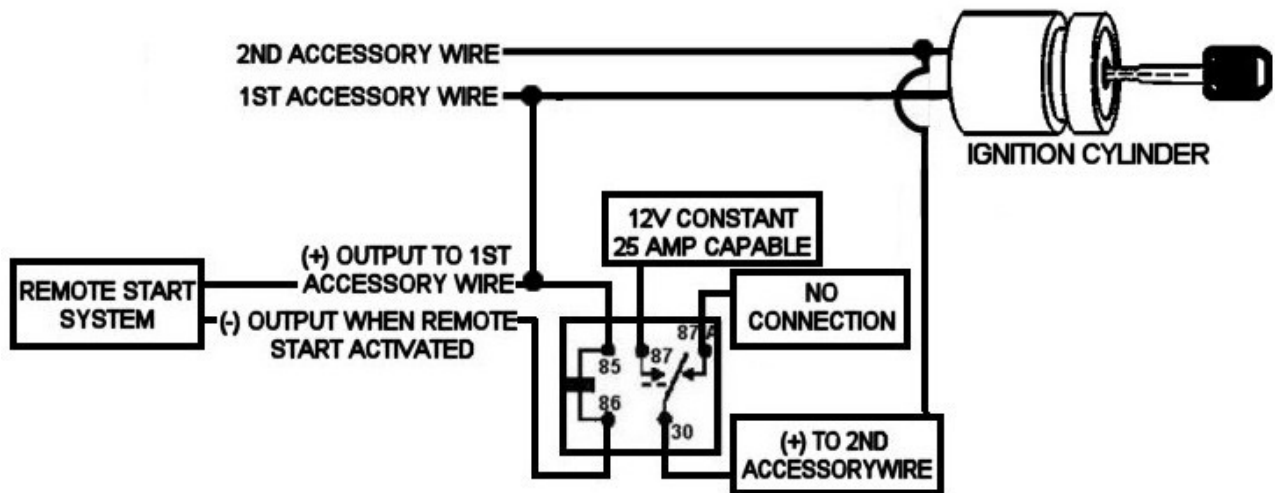 2ND ACCESSORY WIRE
1ST ACCESSORY WIRE
IGNITION CYLINDER
12V CONSTANT
25 AMP CAPABLE
(+) OUTPUT TO 1ST
ACCESSORY WIRE
REMOTE START
SYSTEM
(-) OUTPUT WHEN REMOTE
START ACTIVATED
NO
CONNECTION
87A
87
85
86
30
(+) TO 2ND
ACCESSORYWIRE